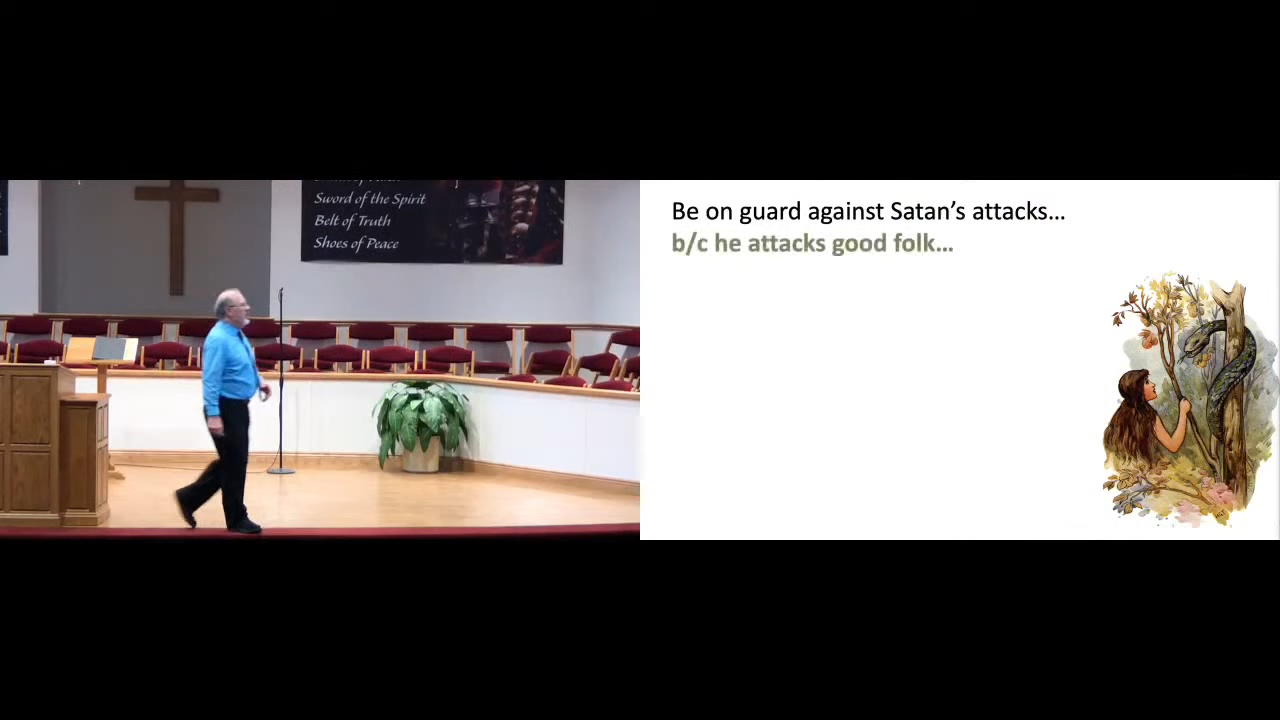 Sword of the Spirit
Belt of Truth
Shoes of Peace
Be on guard against Satan’s attacks…
b/c he attacks good folk…